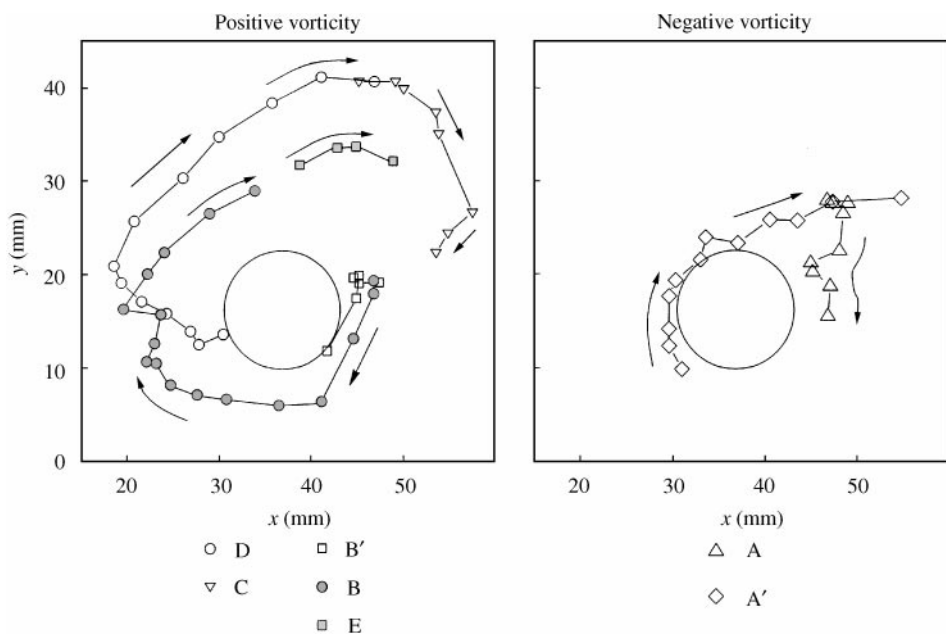 Positive vorticity
Negative vorticity
40
30
20
10
0
y (mm)
20
30
40
50
x (mm)
20
30
40
50
x (mm)
D
B′
A
C
B
A′
E